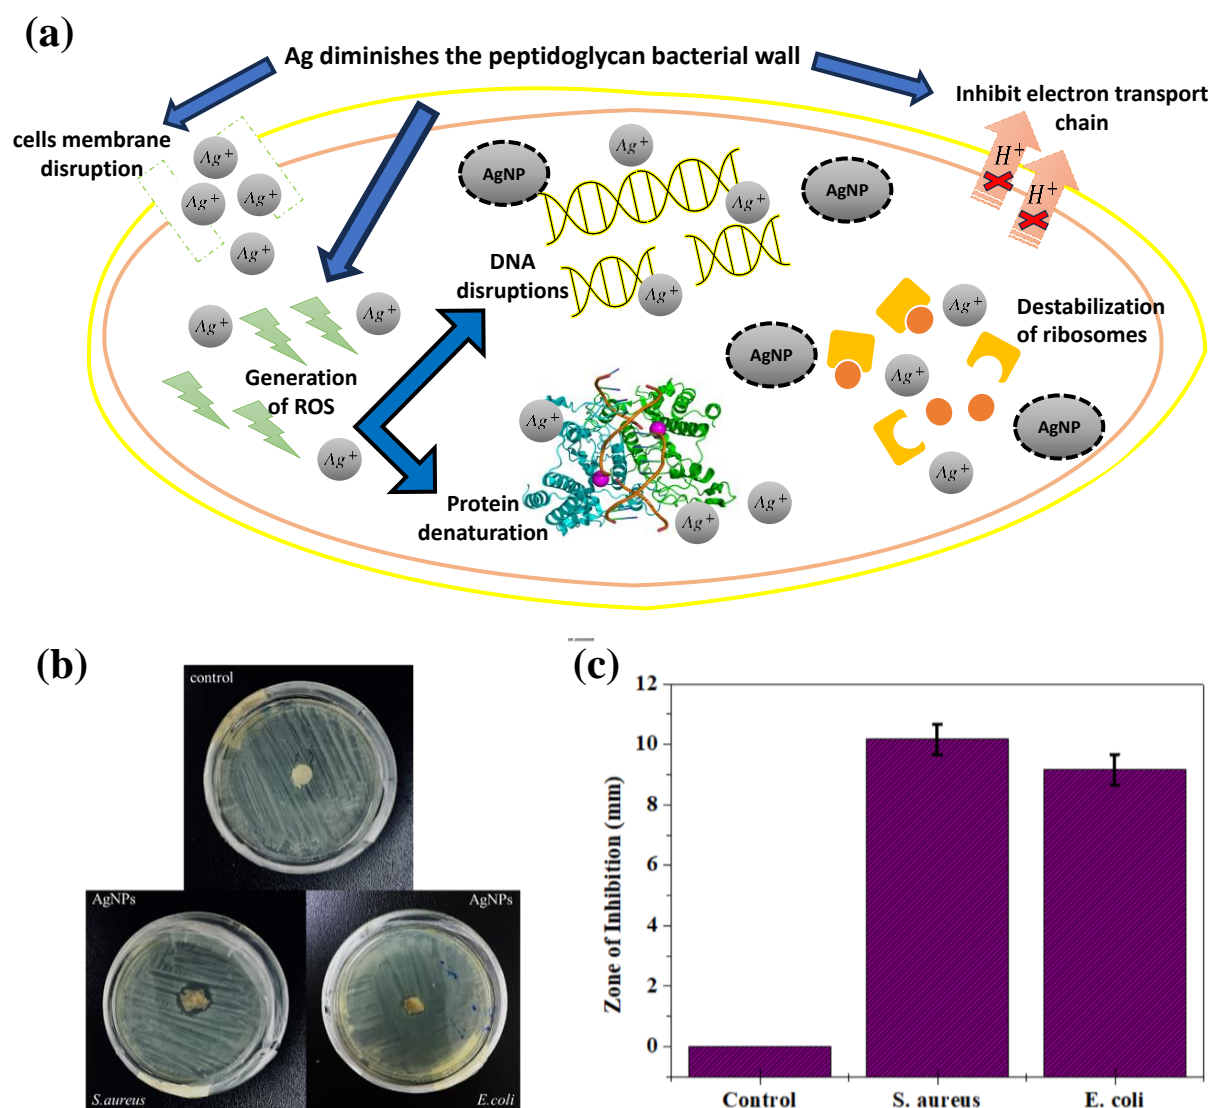 (a)
Ag diminishes the peptidoglycan bacterial wall
cells membrane
disruption
Inhibit electron transport
chain
H+
H+
Ag+
Ag+
Ag+
Ag+
AgNP
Ag+
Ag+
AgNP
DNA
disruptions
Ag+
Ag+
Ag+
Generation
of ROS
Ag+
AgNP
Ag+
Ag+
Destabilization
of ribosomes
AgNP
Ag+
Ag+
Protein
denaturation
Ag+
Ag+
(b)
control
AgNPs
S.aureus
AgNPs
E.coli
(c)
Zone of Inhibition (mm)
12
10
8
6
4
2
0
Control
S. aureus
E. coli